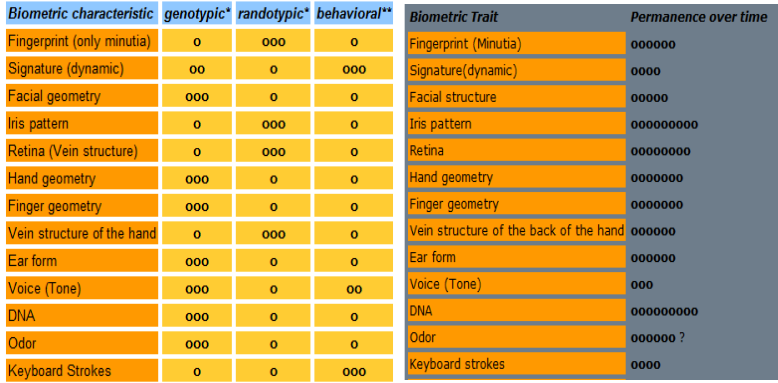 Biometric characteristic genotypic* randotypic* behavioral**
Fingerprint (only minutia) o ooo o
Signature (dynamic) oo o ooo
Facial geometry ooo o o
Iris pattern o ooo o
Retina (Vein structure) o ooo o
Hand geometry ooo o o
Finger geometry ooo o o
Vein structure of the hand o ooo o
Ear form ooo o o
Voice (Tone) ooo o oo
DNA ooo o o
Odor ooo o o
Keyboard Strokes o o ooo
Biometric Trait Permanence over time
Fingerprint (Minutia) oooooo
Signature(dynamic) oooo
Facial structure ooooo
Iris pattern ooooooooo
Retina oooooooo
Hand geometry ooooooo
Finger geometry ooooooo
Vein structure of the back of the hand oooooo
Ear form oooooo
Voice (Tone) ooo
DNA ooooooooo
Odor oooooo ?
Keyboard strokes oooo